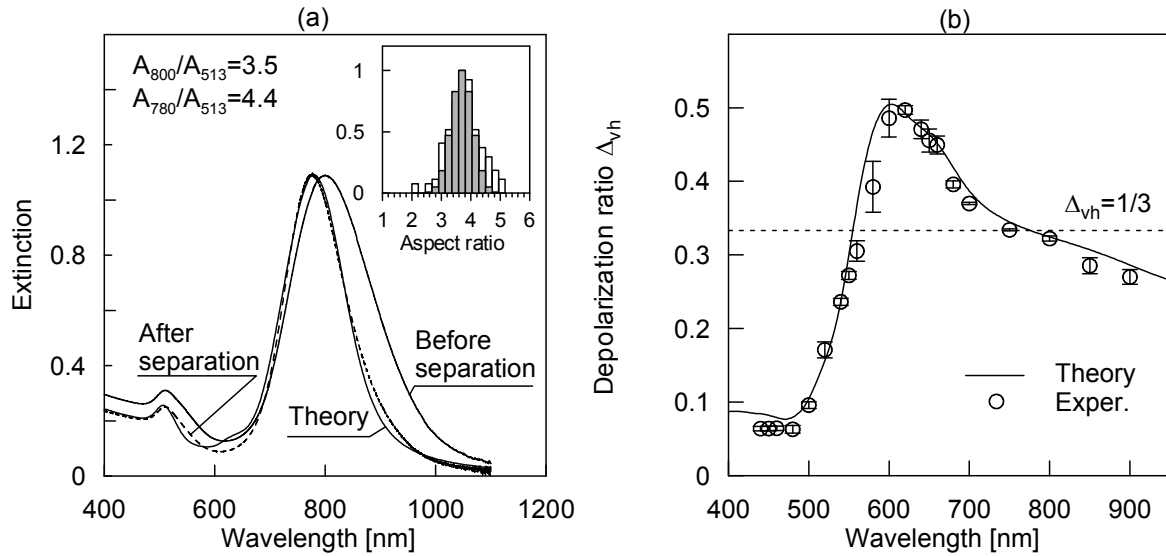 (a)
A800/A513=3.5
A780/A513=4.4
1
0.5
0
1 2 3 4 5 6
Aspect ratio
Extinction
1.2
0.8
0.4
0
After
separation
Before
separation
Theory
400 600 800 1000 1200
Wavelength [nm]
(b)
Depolarization ratio Δvh
0.5
0.4
0.3
0.2
0.1
0
Δvh=1/3
Theory
Exper.
400 500 600 700 800 900
Wavelength [nm]